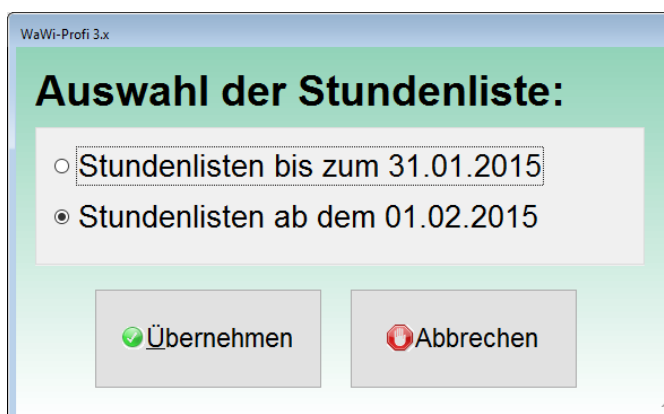 WaWi-Profi 3.x
Auswahl der Stundenliste:
Stundenlisten bis zum 31.01.2015
Stundenlisten ab dem 01.02.2015
Übernehmen
Abbrechen